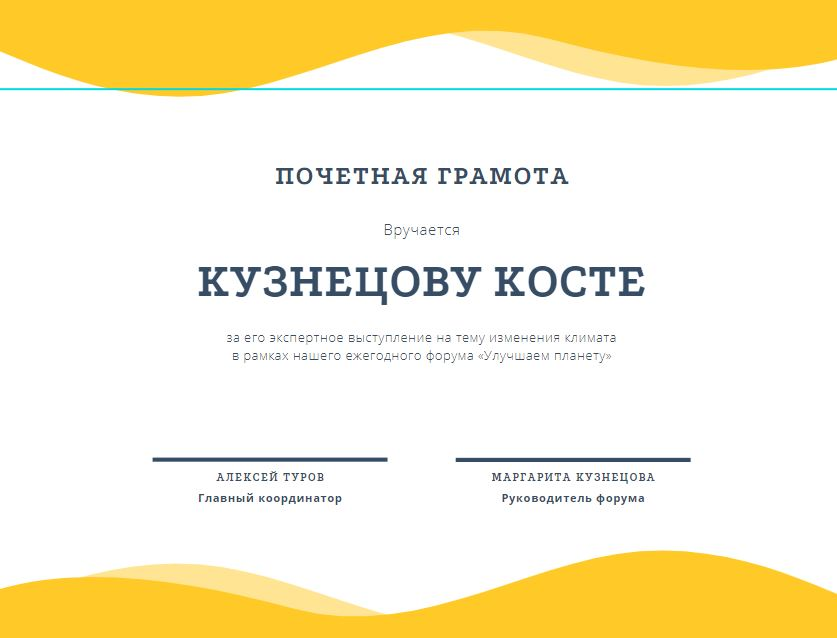 ПОЧЕТНАЯ ГРАМОТА
Вручается
КУЗНЕЦОВУ КОСТЕ
за его экспертное выступление на тему изменения климата
в рамках нашего ежегодного форума «Улучшаем планету»
АЛЕКСЕЙ ТУРОВ
Главный координатор
МАРГАРИТА КУЗНЕЦОВА
Руководитель форума